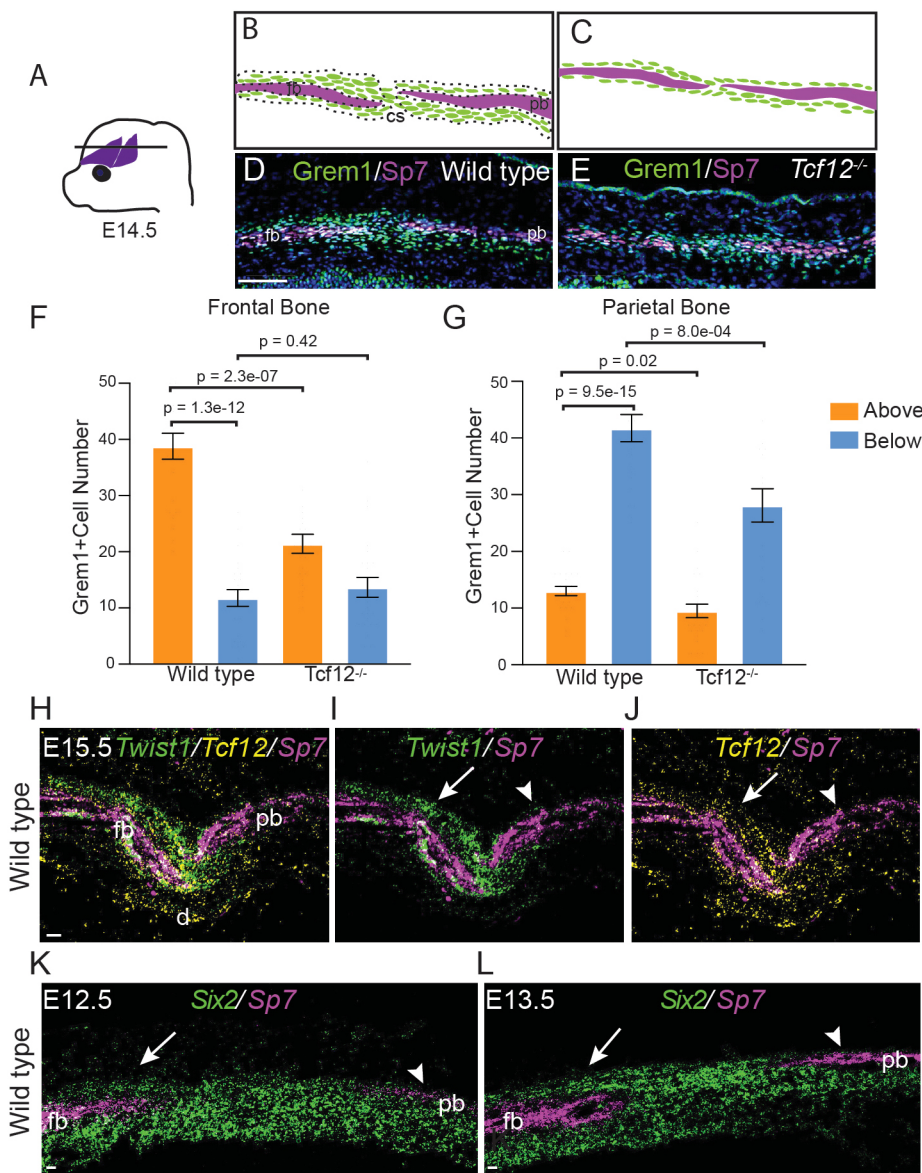 A
E14.5
B
fb
cs
pb
C
D
Grem1/Sp7 Wild type
fb
pb
E
Grem1/Sp7 Tcf12-/-
F
Frontal Bone
p = 0.42
p = 2.3e-07
p = 1.3e-12
50
40
30
20
10
0
Grem1+Cell Number
Wild type
Tcf12-/-
G
Parietal Bone
p = 8.0e-04
p = 0.02
p = 9.5e-15
50
40
30
20
10
0
Grem1+Cell Number
Wild type
Tcf12-/-
Above
Below
Wild type
H
E15.5 Twist1/Tcf12/Sp7
fb
pb
d
I
Twist1/Sp7
J
Tcf12/Sp7
Wild type
K
E12.5 Six2/Sp7
fb
pb
L
E13.5 Six2/Sp7
fb
pb